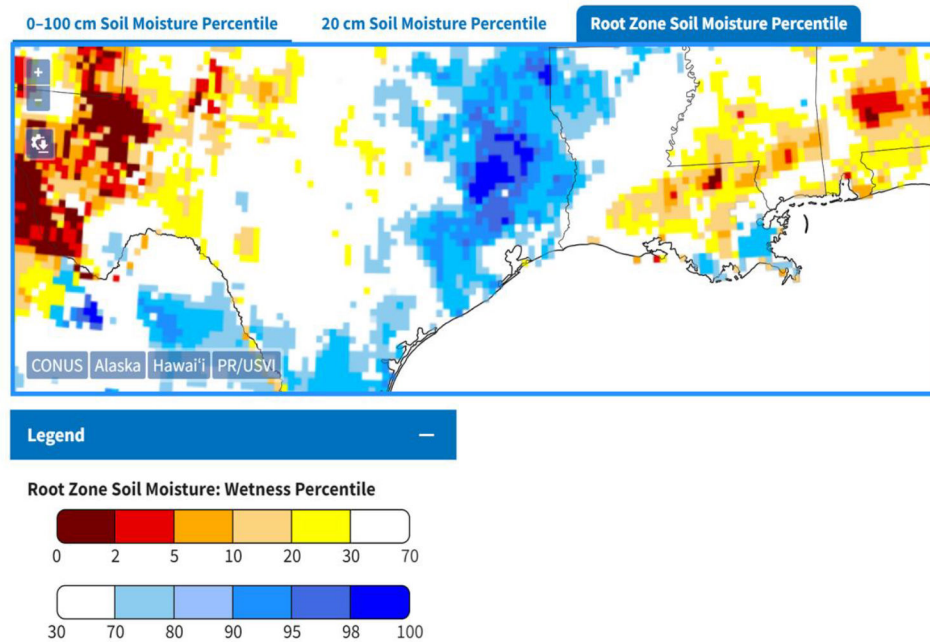 0–100 cm Soil Moisture Percentile 20 cm Soil Moisture Percentile Root Zone Soil Moisture Percentile
+
−
CONUS Alaska Hawaiʻi PR/USVI
Legend −
Root Zone Soil Moisture: Wetness Percentile
0 2 5 10 20 30 70
30 70 80 90 95 98 100